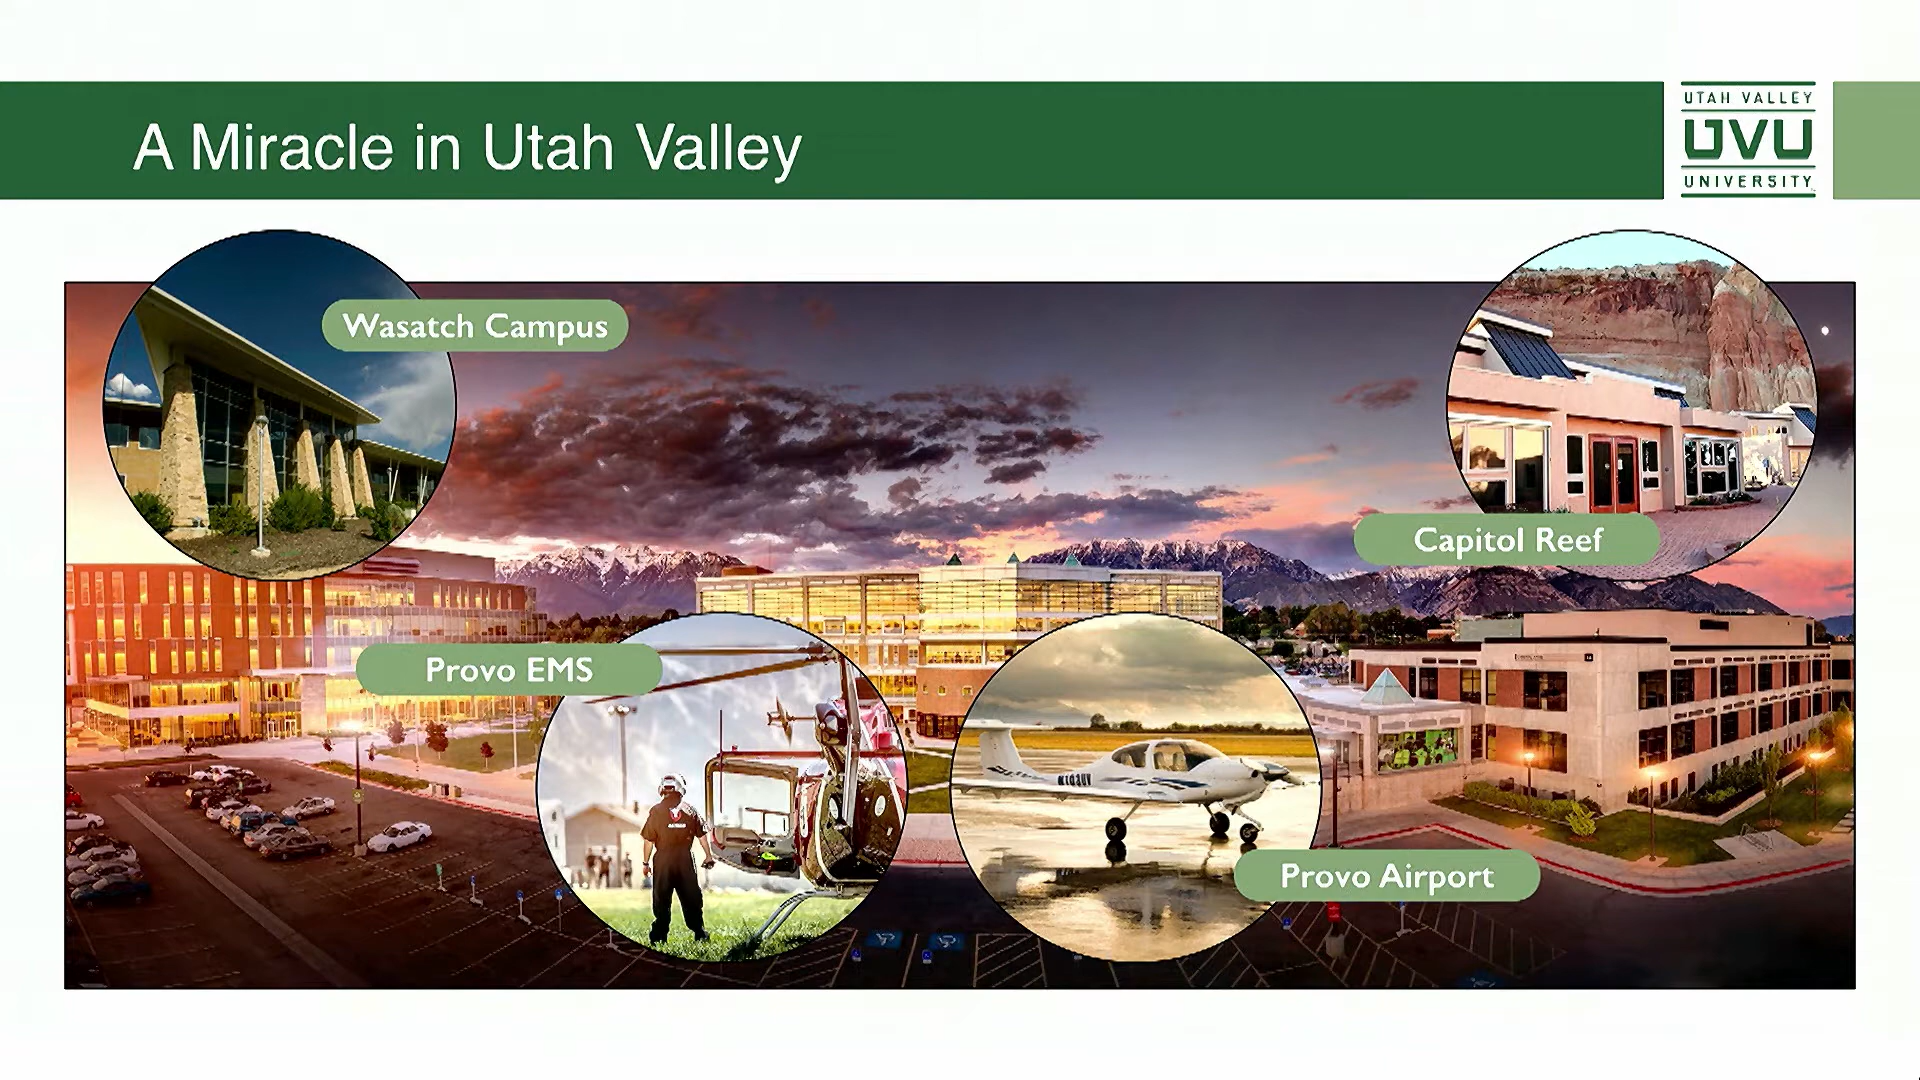 A Miracle in Utah Valley
UTAH VALLEY
UVU
UNIVERSITY
Wasatch Campus
Capitol Reef
Provo EMS
Provo Airport